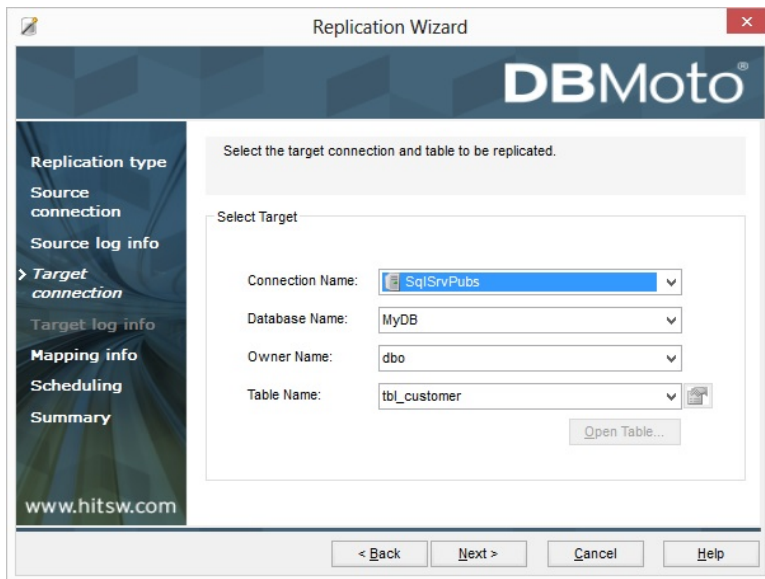 Replication Wizard
DBMoto®
Replication type
Source
connection
Source log info
> Target
connection
Target log info
Mapping info
Scheduling
Summary
www.hitsw.com
Select the target connection and table to be replicated.
Select Target
Connection Name: SqlSrvPubs
Database Name: MyDB
Owner Name: dbo
Table Name: tbl_customer
Open Table...
< Back Next > Cancel Help